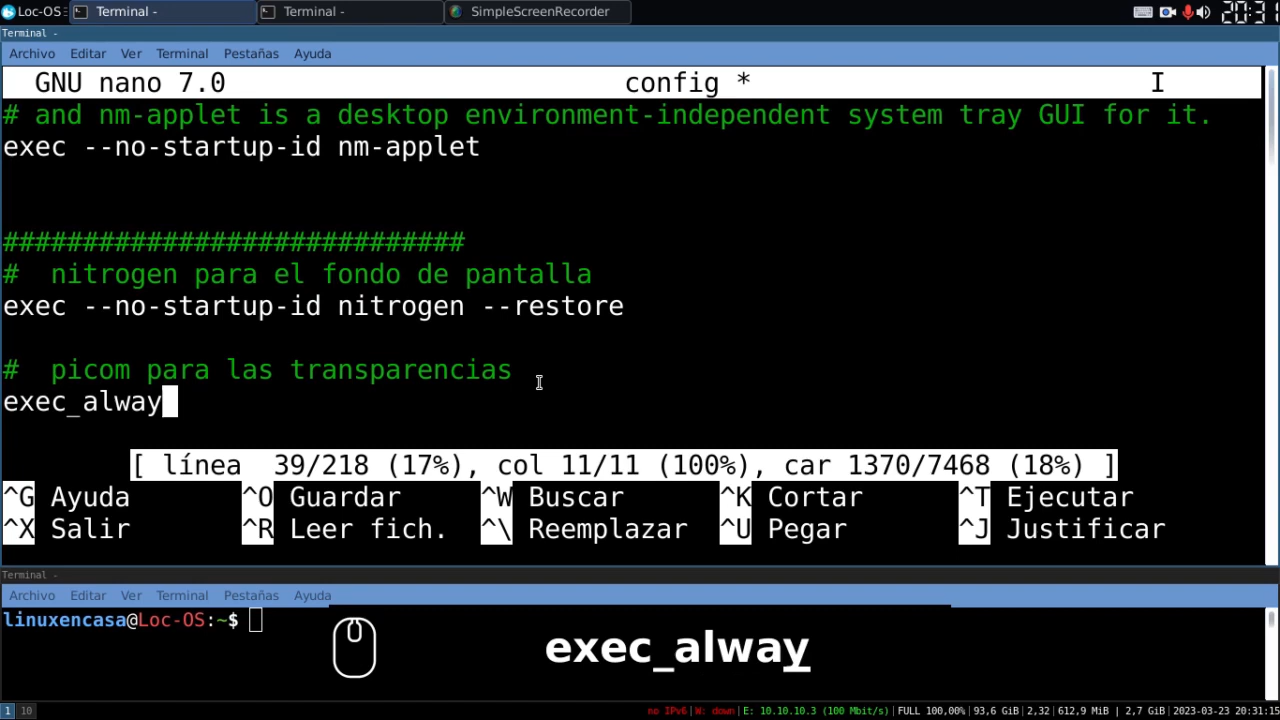 Loc-OS Terminal - Terminal - SimpleScreenRecorder
Terminal -
Archivo Editar Ver Terminal Pestañas Ayuda
GNU nano 7.0 config * I
# and nm-applet is a desktop environment-independent system tray GUI for it.
exec --no-startup-id nm-applet
#############################
#  nitrogen para el fondo de pantalla
exec --no-startup-id nitrogen --restore
#  picom para las transparencias
exec_alway
[ línea  39/218 (17%), col 11/11 (100%), car 1370/7468 (18%) ]
^G Ayuda ^O Guardar ^W Buscar ^K Cortar ^T Ejecutar
^X Salir ^R Leer fich. ^\ Reemplazar ^U Pegar ^J Justificar
Terminal -
Archivo Editar Ver Terminal Pestañas Ayuda
linuxencasa@Loc-OS:~$
exec_alway
1 10 no IPv6|W: down|E: 10.10.10.3 (100 Mbit/s)|FULL 100,00%|93,6 GiB|2,32|612,9 MiB | 2,7 GiB|2023-03-23 20:31:15